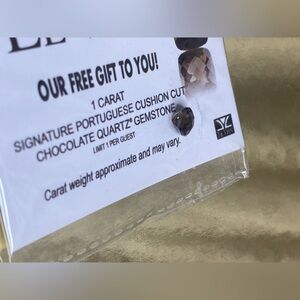 OUR FREE GIFT TO YOU!
1 CARAT
SIGNATURE PORTUGUESE CUSHION CUT
CHOCOLATE QUARTZ® GEMSTONE
LIMIT 1 PER GUEST
Carat weight approximate and may vary.